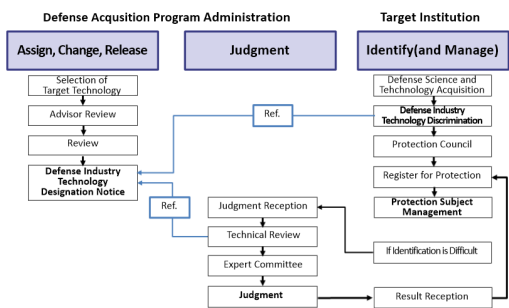 Defense Acqusition Program Administration
Target Institution
Assign, Change, Release
Judgment
Identify(and Manage)
Selection of
Target Technology
Advisor Review
Review
Defense Industry
Technology
Designation Notice
Ref.
Ref.
Judgment Reception
Technical Review
Expert Committee
Judgment
Defense Science and
Tehchnology Acquisition
Defense Industry
Technology Discrimination
Protection Council
Register for Protection
Protection Subject
Management
If Identification is Difficult
Result Reception